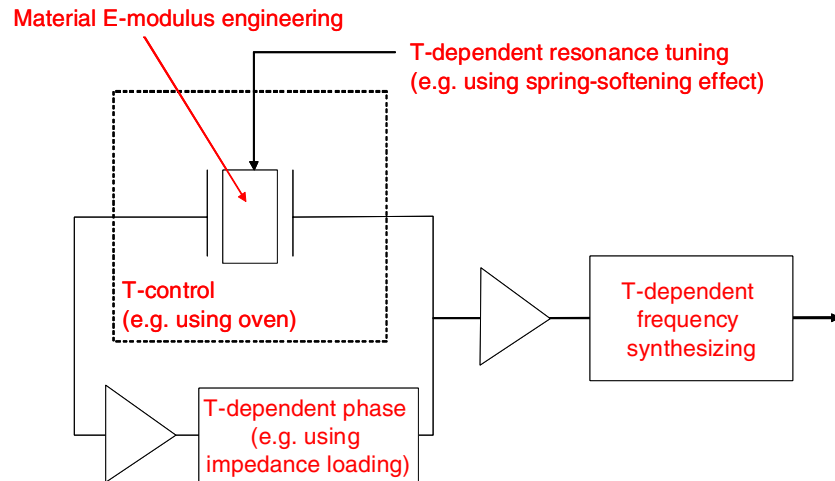 Material E-modulus engineering
T-dependent resonance tuning
(e.g. using spring-softening effect)
T-control
(e.g. using oven)
T-dependent
frequency
synthesizing
T-dependent phase
(e.g. using
impedance loading)